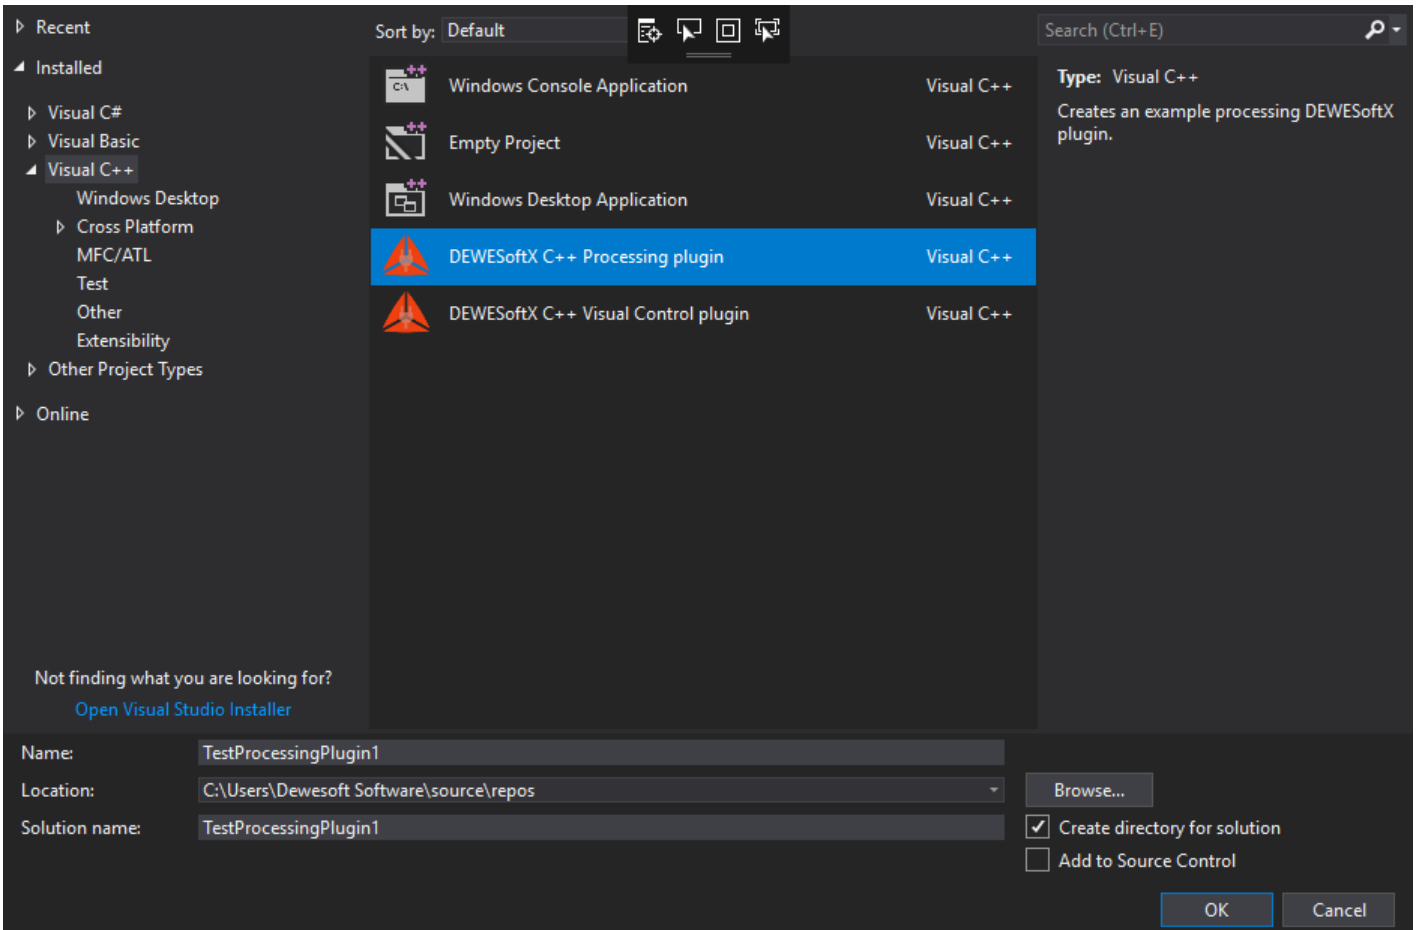 Recent
Installed
Visual C#
Visual Basic
Visual C++
Windows Desktop
Cross Platform
MFC/ATL
Test
Other
Extensibility
Other Project Types
Online
Not finding what you are looking for?
Open Visual Studio Installer
Sort by: Default
Windows Console Application Visual C++
Empty Project Visual C++
Windows Desktop Application Visual C++
DEWESoftX C++ Processing plugin Visual C++
DEWESoftX C++ Visual Control plugin Visual C++
Search (Ctrl+E)
Type: Visual C++
Creates an example processing DEWESoftX
plugin.
Name: TestProcessingPlugin1
Location: C:\Users\Dewesoft Software\source\repos
Browse...
Solution name: TestProcessingPlugin1
Create directory for solution
Add to Source Control
OK Cancel